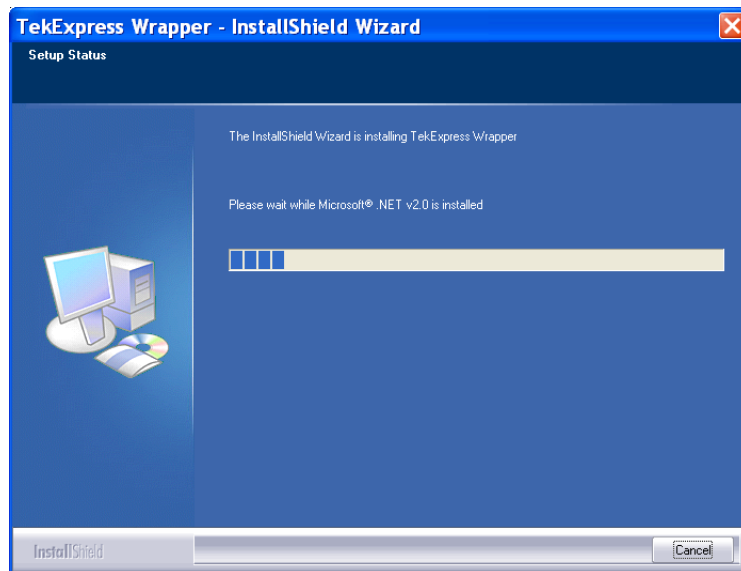 TekExpress Wrapper - InstallShield Wizard
Setup Status
The InstallShield Wizard is installing TekExpress Wrapper
Please wait while Microsoft® .NET v2.0 is installed
InstallShield
Cancel